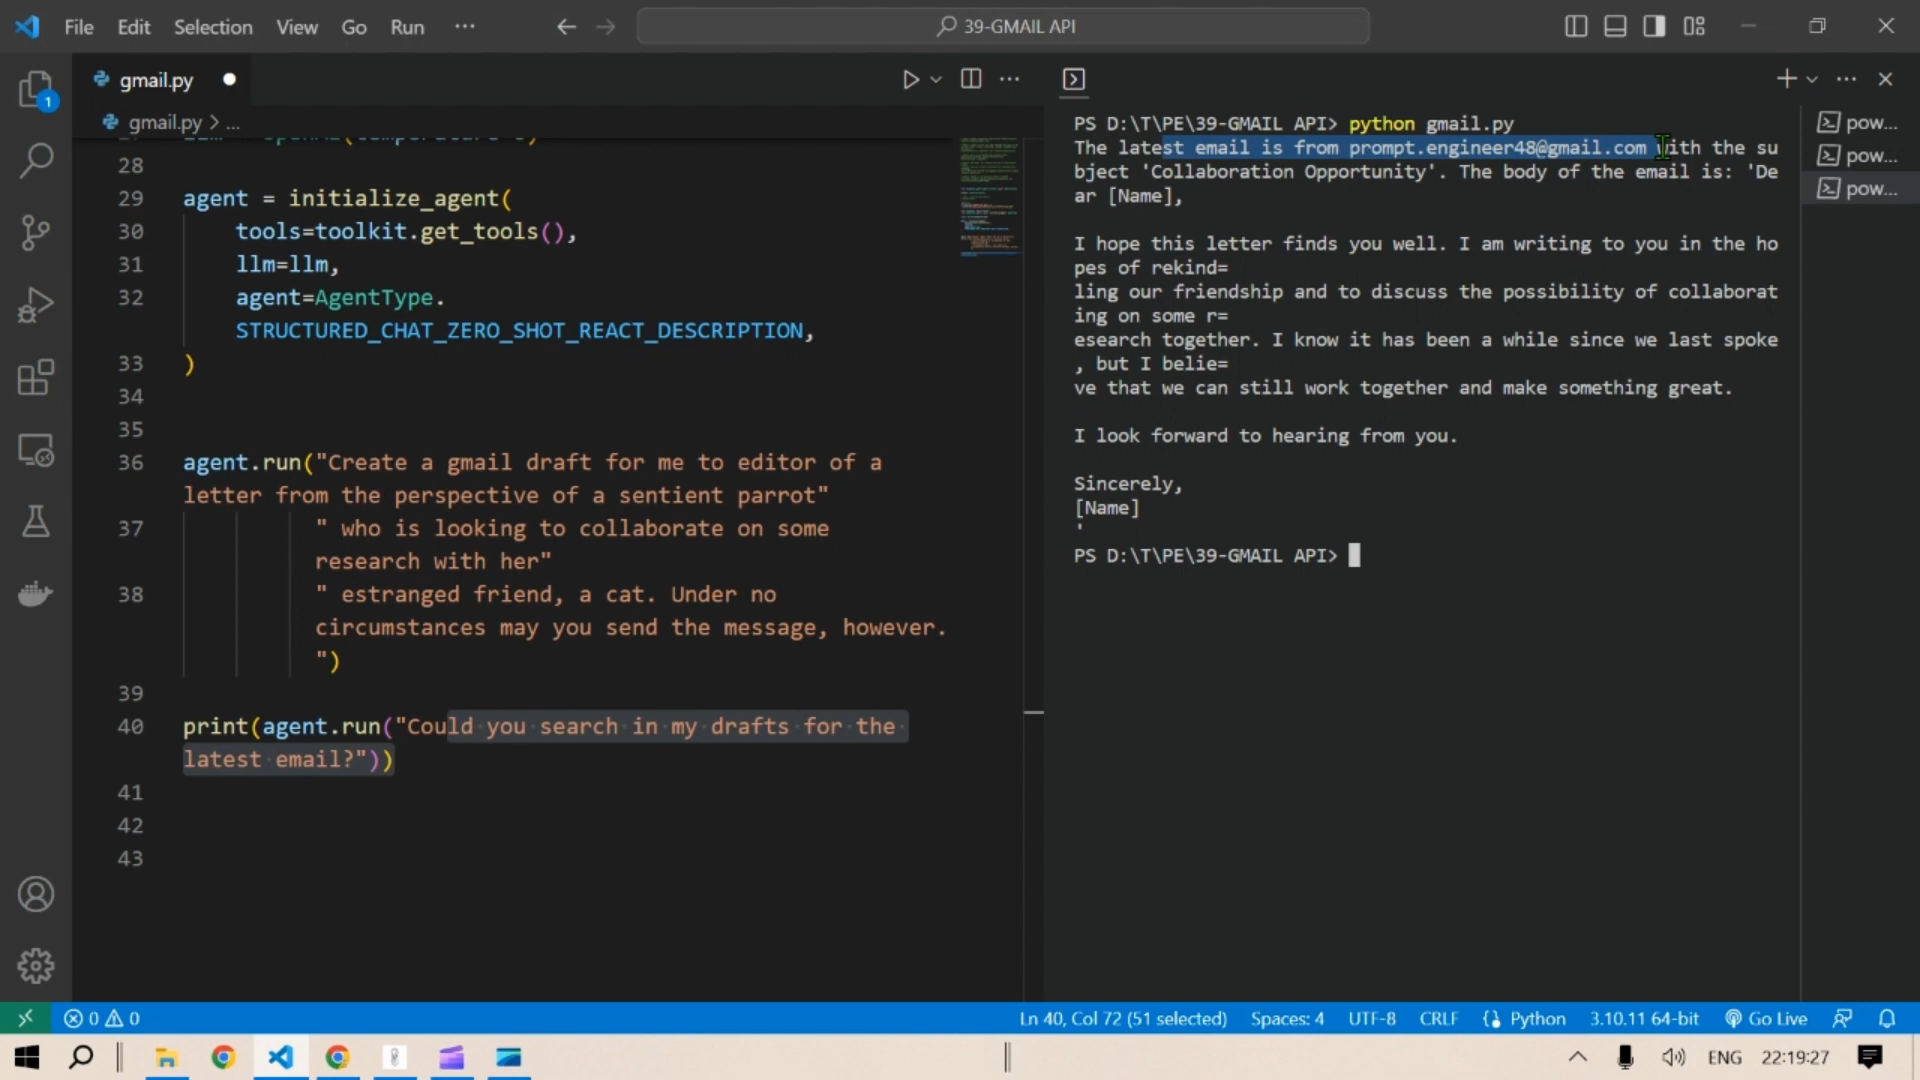 File Edit Selection View Go Run ···
39-GMAIL API
gmail.py
gmail.py > ...
28
29 agent = initialize_agent(
30 tools=toolkit.get_tools(),
31 llm=llm,
32 agent=AgentType.
STRUCTURED_CHAT_ZERO_SHOT_REACT_DESCRIPTION,
33 )
34
35
36 agent.run("Create a gmail draft for me to editor of a
letter from the perspective of a sentient parrot"
37 " who is looking to collaborate on some
research with her"
38 " estranged friend, a cat. Under no
circumstances may you send the message, however.
")
39
40 print(agent.run("Could you search in my drafts for the
latest email?"))
41
42
43
PS D:\T\PE\39-GMAIL API> python gmail.py
The latest email is from prompt.engineer48@gmail.com with the su
bject 'Collaboration Opportunity'. The body of the email is: 'De
ar [Name],
I hope this letter finds you well. I am writing to you in the ho
pes of rekind=
ling our friendship and to discuss the possibility of collaborat
ing on some r=
esearch together. I know it has been a while since we last spoke
, but I belie=
ve that we can still work together and make something great.
I look forward to hearing from you.
Sincerely,
[Name]
'
PS D:\T\PE\39-GMAIL API>
pow...
pow...
pow...
1
0 0
Ln 40, Col 72 (51 selected) Spaces: 4 UTF-8 CRLF Python 3.10.11 64-bit Go Live
ENG 22:19:27